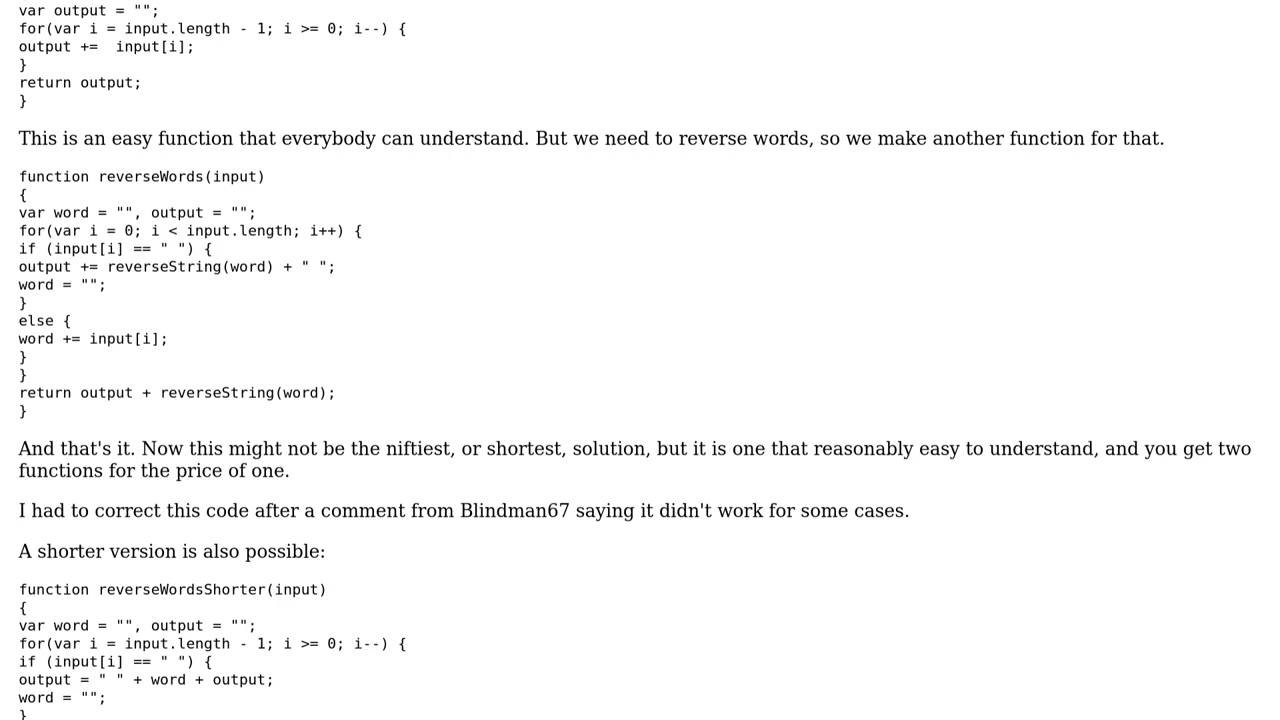 var output = "";
for(var i = input.length - 1; i >= 0; i--) {
output +=  input[i];
}
return output;
}
This is an easy function that everybody can understand. But we need to reverse words, so we make another function for that.
function reverseWords(input)
{
var word = "", output = "";
for(var i = 0; i < input.length; i++) {
if (input[i] == " ") {
output += reverseString(word) + " ";
word = "";
}
else {
word += input[i];
}
}
return output + reverseString(word);
}
And that's it. Now this might not be the niftiest, or shortest, solution, but it is one that reasonably easy to understand, and you get two
functions for the price of one.
I had to correct this code after a comment from Blindman67 saying it didn't work for some cases.
A shorter version is also possible:
function reverseWordsShorter(input)
{
var word = "", output = "";
for(var i = input.length - 1; i >= 0; i--) {
if (input[i] == " ") {
output = " " + word + output;
word = "";
}